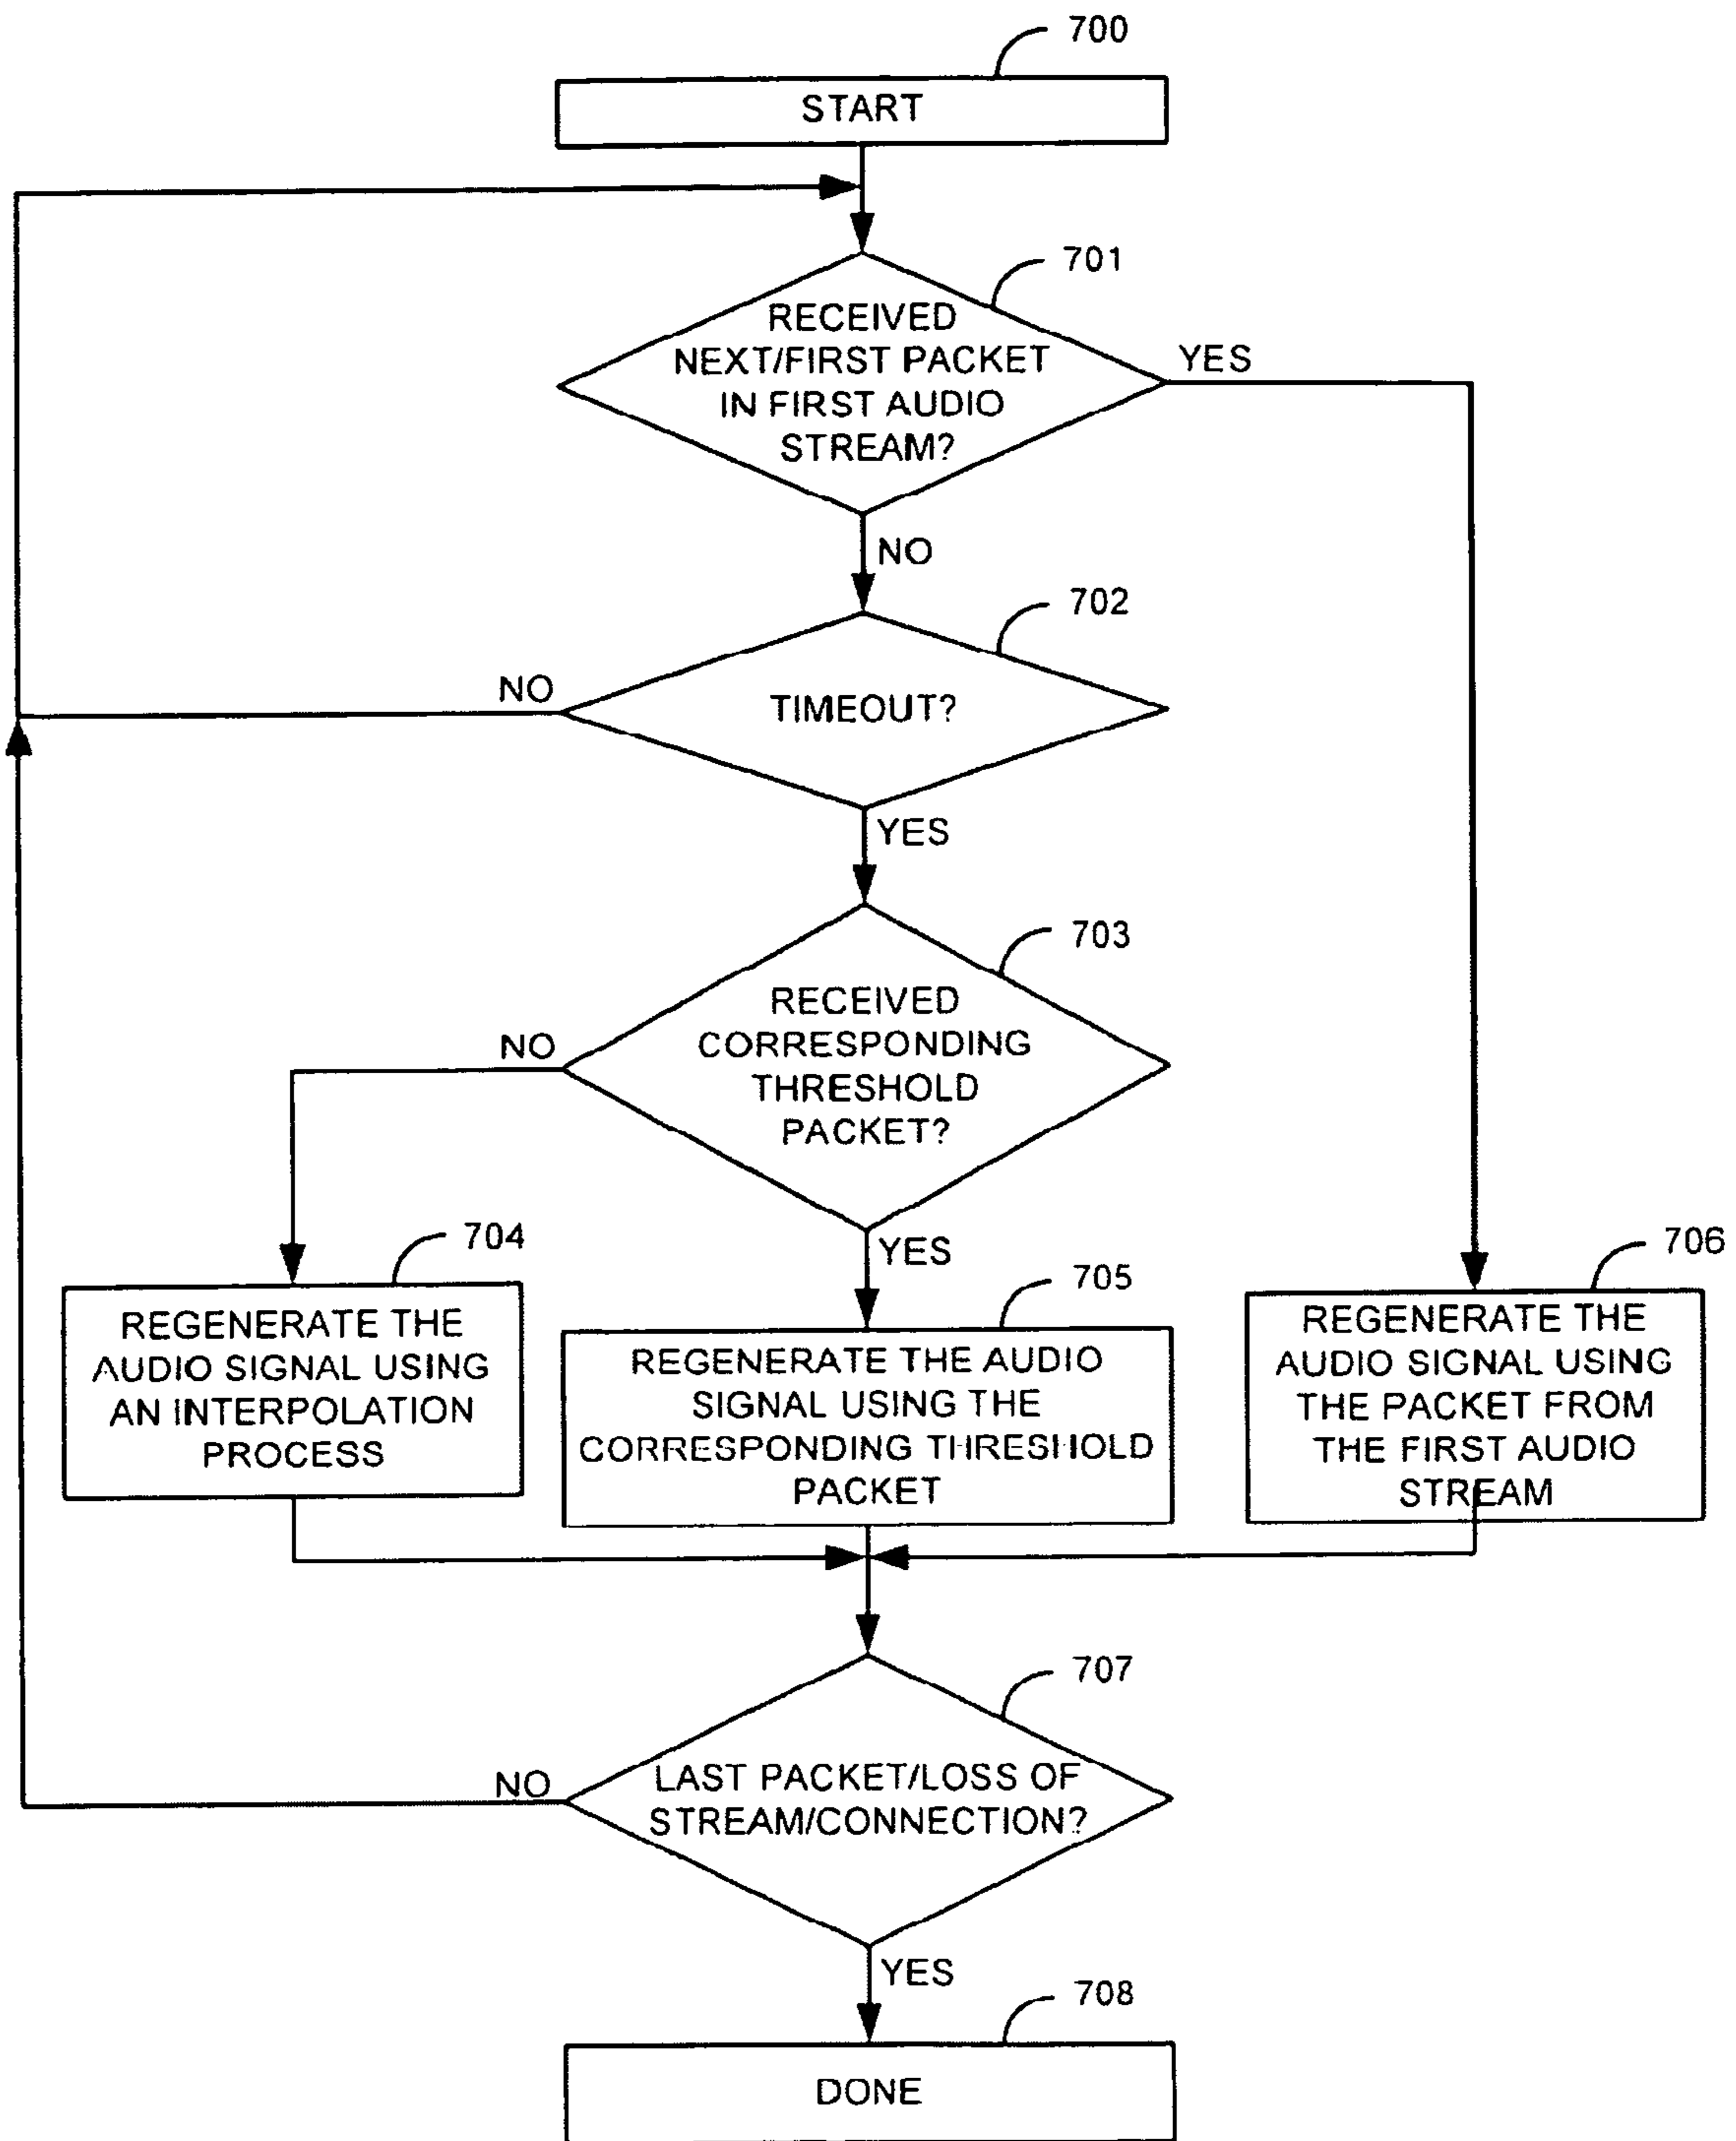 700
START
701
RECEIVED
NEXT/FIRST PACKET
IN FIRST AUDIO
STREAM?
YES
NO
702
TIMEOUT?
NO
YES
703
RECEIVED
CORRESPONDING
THRESHOLD
PACKET?
NO
YES
704
REGENERATE THE
AUDIO SIGNAL USING
AN INTERPOLATION
PROCESS
705
REGENERATE THE AUDIO
SIGNAL USING THE
CORRESPONDING THRESHOLD
PACKET
706
REGENERATE THE
AUDIO SIGNAL USING
THE PACKET FROM
THE FIRST AUDIO
STREAM
707
LAST PACKET/LOSS OF
STREAM/CONNECTION?
NO
YES
708
DONE